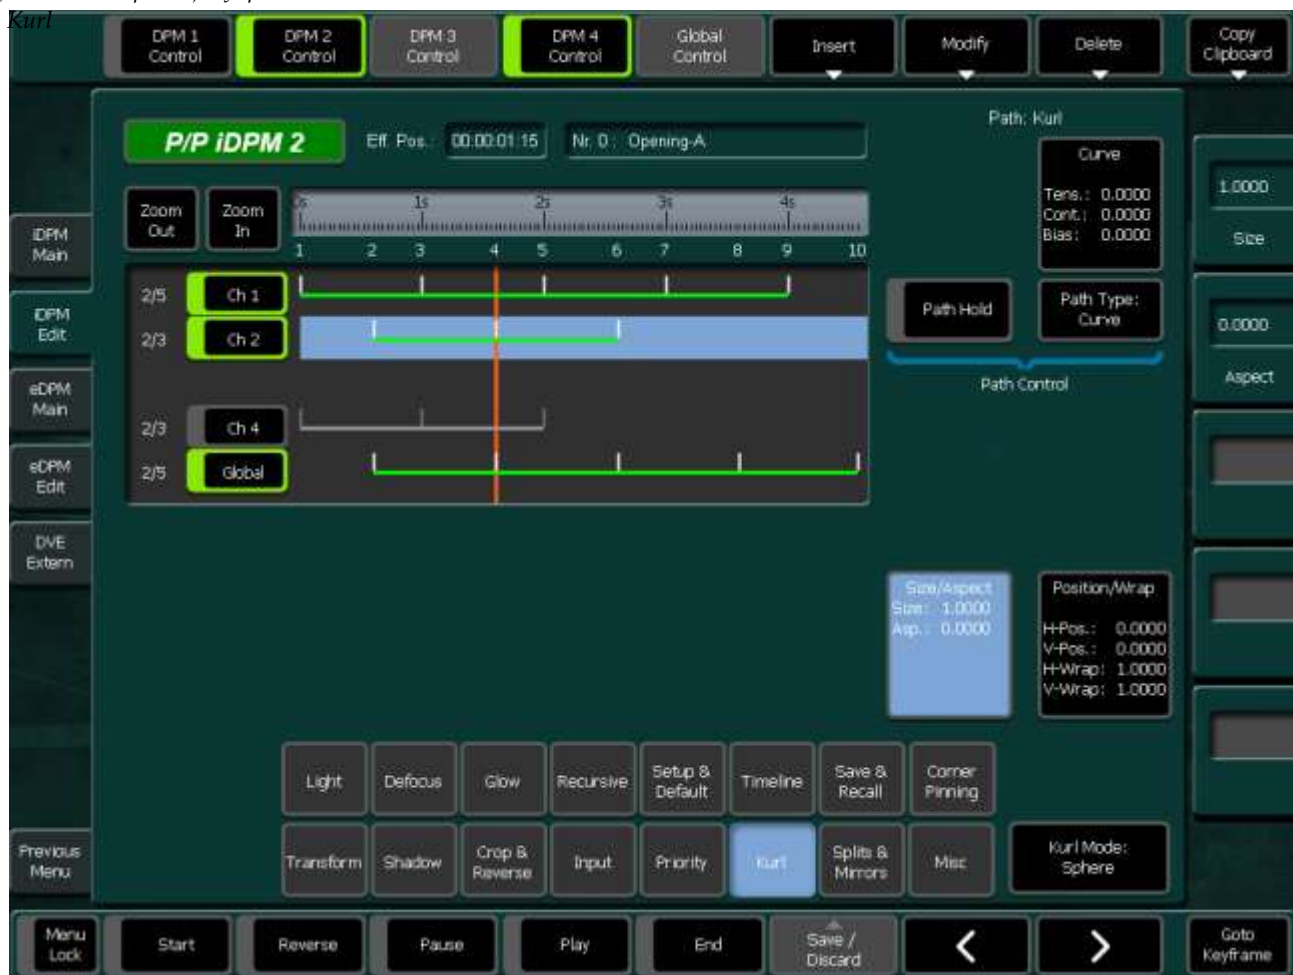 Kurl
DPM 1 Control
DPM 2 Control
DPM 3 Control
DPM 4 Control
Global Control
Insert
Modify
Delete
Copy Clipboard
P/P iDPM 2
Eff. Pos.: 00:00:01:15
Nr. 0 : Opening-A
Path: Kurl
Curve
Tens.: 0.0000
Cont.: 0.0000
Bias: 0.0000
1.0000
Size
Zoom Out
Zoom In
0s 1s 2s 3s 4s
1 2 3 4 5 6 7 8 9 10
iDPM Main
iDPM Edit
eDPM Main
eDPM Edit
DVE Extern
2/5 Ch 1
2/3 Ch 2
2/3 Ch 4
2/5 Global
Path Hold
Path Type: Curve
Path Control
0.0000
Aspect
Size/Aspect
Size: 1.0000
Asp.: 0.0000
Position/Wrap
H-Pos.: 0.0000
V-Pos.: 0.0000
H-Wrap: 1.0000
V-Wrap: 1.0000
Light
Defocus
Glow
Recursive
Setup & Default
Timeline
Save & Recall
Corner Pinning
Previous Menu
Transform
Shadow
Crop & Reverse
Input
Priority
Kurl
Splits & Mirrors
Misc
Kurl Mode: Sphere
Menu Lock
Start
Reverse
Pause
Play
End
Save / Discard
<
>
Goto Keyframe